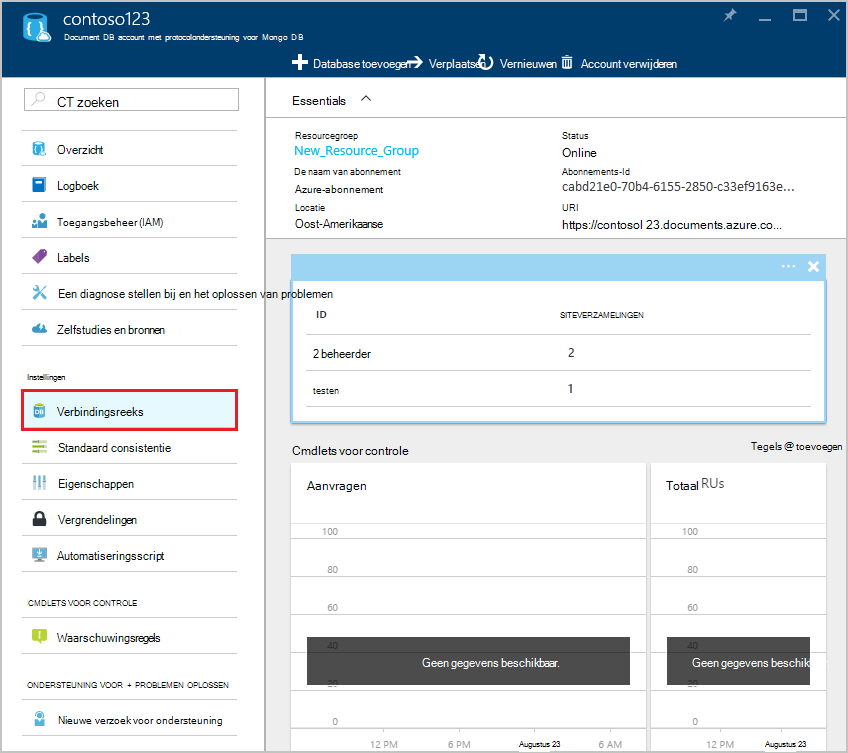 contoso123
Document DB account met protocolondersteuning voor Mongo DB
Database toevoegen Verplaatsen Vernieuwen Account verwijderen
CT zoeken
Overzicht
Logboek
Toegangsbeheer (IAM)
Labels
Een diagnose stellen bij en het oplossen van problemen
Zelfstudies en bronnen
Instellingen
Verbindingsreeks
Standaard consistentie
Eigenschappen
Vergrendelingen
Automatiseringsscript
CMDLETS VOOR CONTROLE
Waarschuwingsregels
ONDERSTEUNING VOOR + PROBLEMEN OPLOSSEN
Nieuwe verzoek voor ondersteuning
Essentials
Resourcegroep
New_Resource_Group
De naam van abonnement
Azure-abonnement
Locatie
Oost-Amerikaanse
Status
Online
Abonnements-Id
cabd21e0-70b4-6155-2850-c33ef9163e...
URI
https://contosol 23.documents.azure.co...
ID SITEVERZAMELINGEN
2 beheerder 2
testen 1
Cmdlets voor controle
Tegels @ toevoegen
Aanvragen
100
80
60
40
Geen gegevens beschikbaar.
20
0
12 PM 6 PM Augustus 23 6 AM
Totaal RUs
100
80
60
40
Geen gegevens beschik
20
0
12 PM Augustus 23